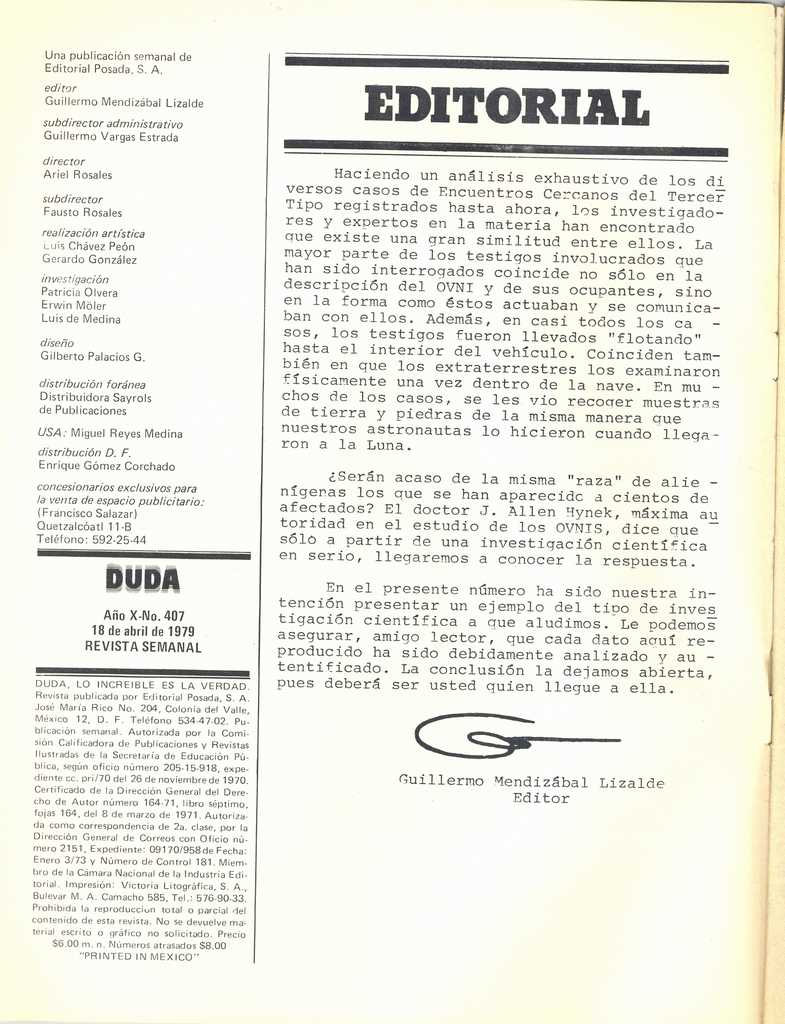 Una publicación semanal de
Editorial Posada, S. A.
editor
Guillermo Mendizábal Lizalde
subdirector administrativo
Guillermo Vargas Estrada
director
Ariel Rosales
subdirector
Fausto Rosales
realización artística
Luis Chávez Peón
Gerardo González
investigación
Patricia Olvera
Erwin Möler
Luis de Medina
diseño
Gilberto Palacios G.
distribución foránea
Distribuidora Sayrols
de Publicaciones
USA: Miguel Reyes Medina
distribución D. F.
Enrique Gómez Corchado
concesionarios exclusivos para
la venta de espacio publicitario:
(Francisco Salazar)
Quetzalcóatl 11-B
Teléfono: 592-25-44
DUDA
Año X-No. 407
18 de abril de 1979
REVISTA SEMANAL
DUDA, LO INCREIBLE ES LA VERDAD.
Revista publicada por Editorial Posada, S. A.
José María Rico No. 204, Colonia del Valle,
México 12, D. F. Teléfono 534-47-02. Pu-
blicación semanal. Autorizada por la Comi-
sión Calificadora de Publicaciones y Revistas
Ilustradas de la Secretaría de Educación Pú-
blica, según oficio número 205-15-918, expe-
diente cc. pri/70 del 26 de noviembre de 1970.
Certificado de la Dirección General del Dere-
cho de Autor número 164-71, libro séptimo,
fojas 164, del 8 de marzo de 1971. Autoriza-
da como correspondencia de 2a. clase, por la
Dirección General de Correos con Oficio nú-
mero 2151, Expediente: 09170/958 de Fecha:
Enero 3/73 y Número de Control 181. Miem-
bro de la Cámara Nacional de la Industria Edi-
torial. Impresión: Victoria Litográfica, S. A.,
Bulevar M. A. Camacho 585, Tel.: 576-90-33.
Prohibida la reproducción total o parcial del
contenido de esta revista. No se devuelve ma-
terial escrito o gráfico no solicitado. Precio
$6.00 m. n. Números atrasados $8.00
"PRINTED IN MEXICO"
EDITORIAL
Haciendo un análisis exhaustivo de los di
versos casos de Encuentros Cercanos del Tercer
Tipo registrados hasta ahora, los investigado-
res y expertos en la materia han encontrado
que existe una gran similitud entre ellos. La
mayor parte de los testigos involucrados que
han sido interrogados coincide no sólo en la
descripción del OVNI y de sus ocupantes, sino
en la forma como éstos actuaban y se comunica-
ban con ellos. Además, en casi todos los ca -
sos, los testigos fueron llevados "flotando"
hasta el interior del vehículo. Coinciden tam-
bién en que los extraterrestres los examinaron
físicamente una vez dentro de la nave. En mu -
chos de los casos, se les vio recoger muestras
de tierra y piedras de la misma manera que
nuestros astronautas lo hicieron cuando llega-
ron a la Luna.
¿Serán acaso de la misma "raza" de alie -
nígenas los que se han aparecido a cientos de
afectados? El doctor J. Allen Hynek, máxima au
toridad en el estudio de los OVNIS, dice que
sólo a partir de una investigación científica
en serio, llegaremos a conocer la respuesta.
En el presente número ha sido nuestra in-
tención presentar un ejemplo del tipo de inves
tigación científica a que aludimos. Le podemos
asegurar, amigo lector, que cada dato aquí re-
producido ha sido debidamente analizado y au -
tentificado. La conclusión la dejamos abierta,
pues deberá ser usted quien llegue a ella.
Guillermo Mendizábal Lizalde
Editor